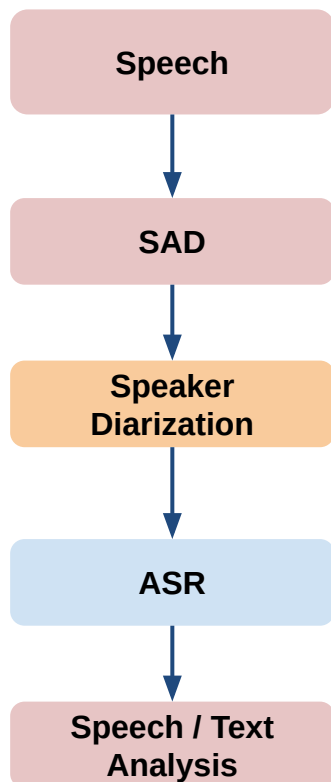 Speech
SAD
Speaker
Diarization
ASR
Speech / Text
Analysis